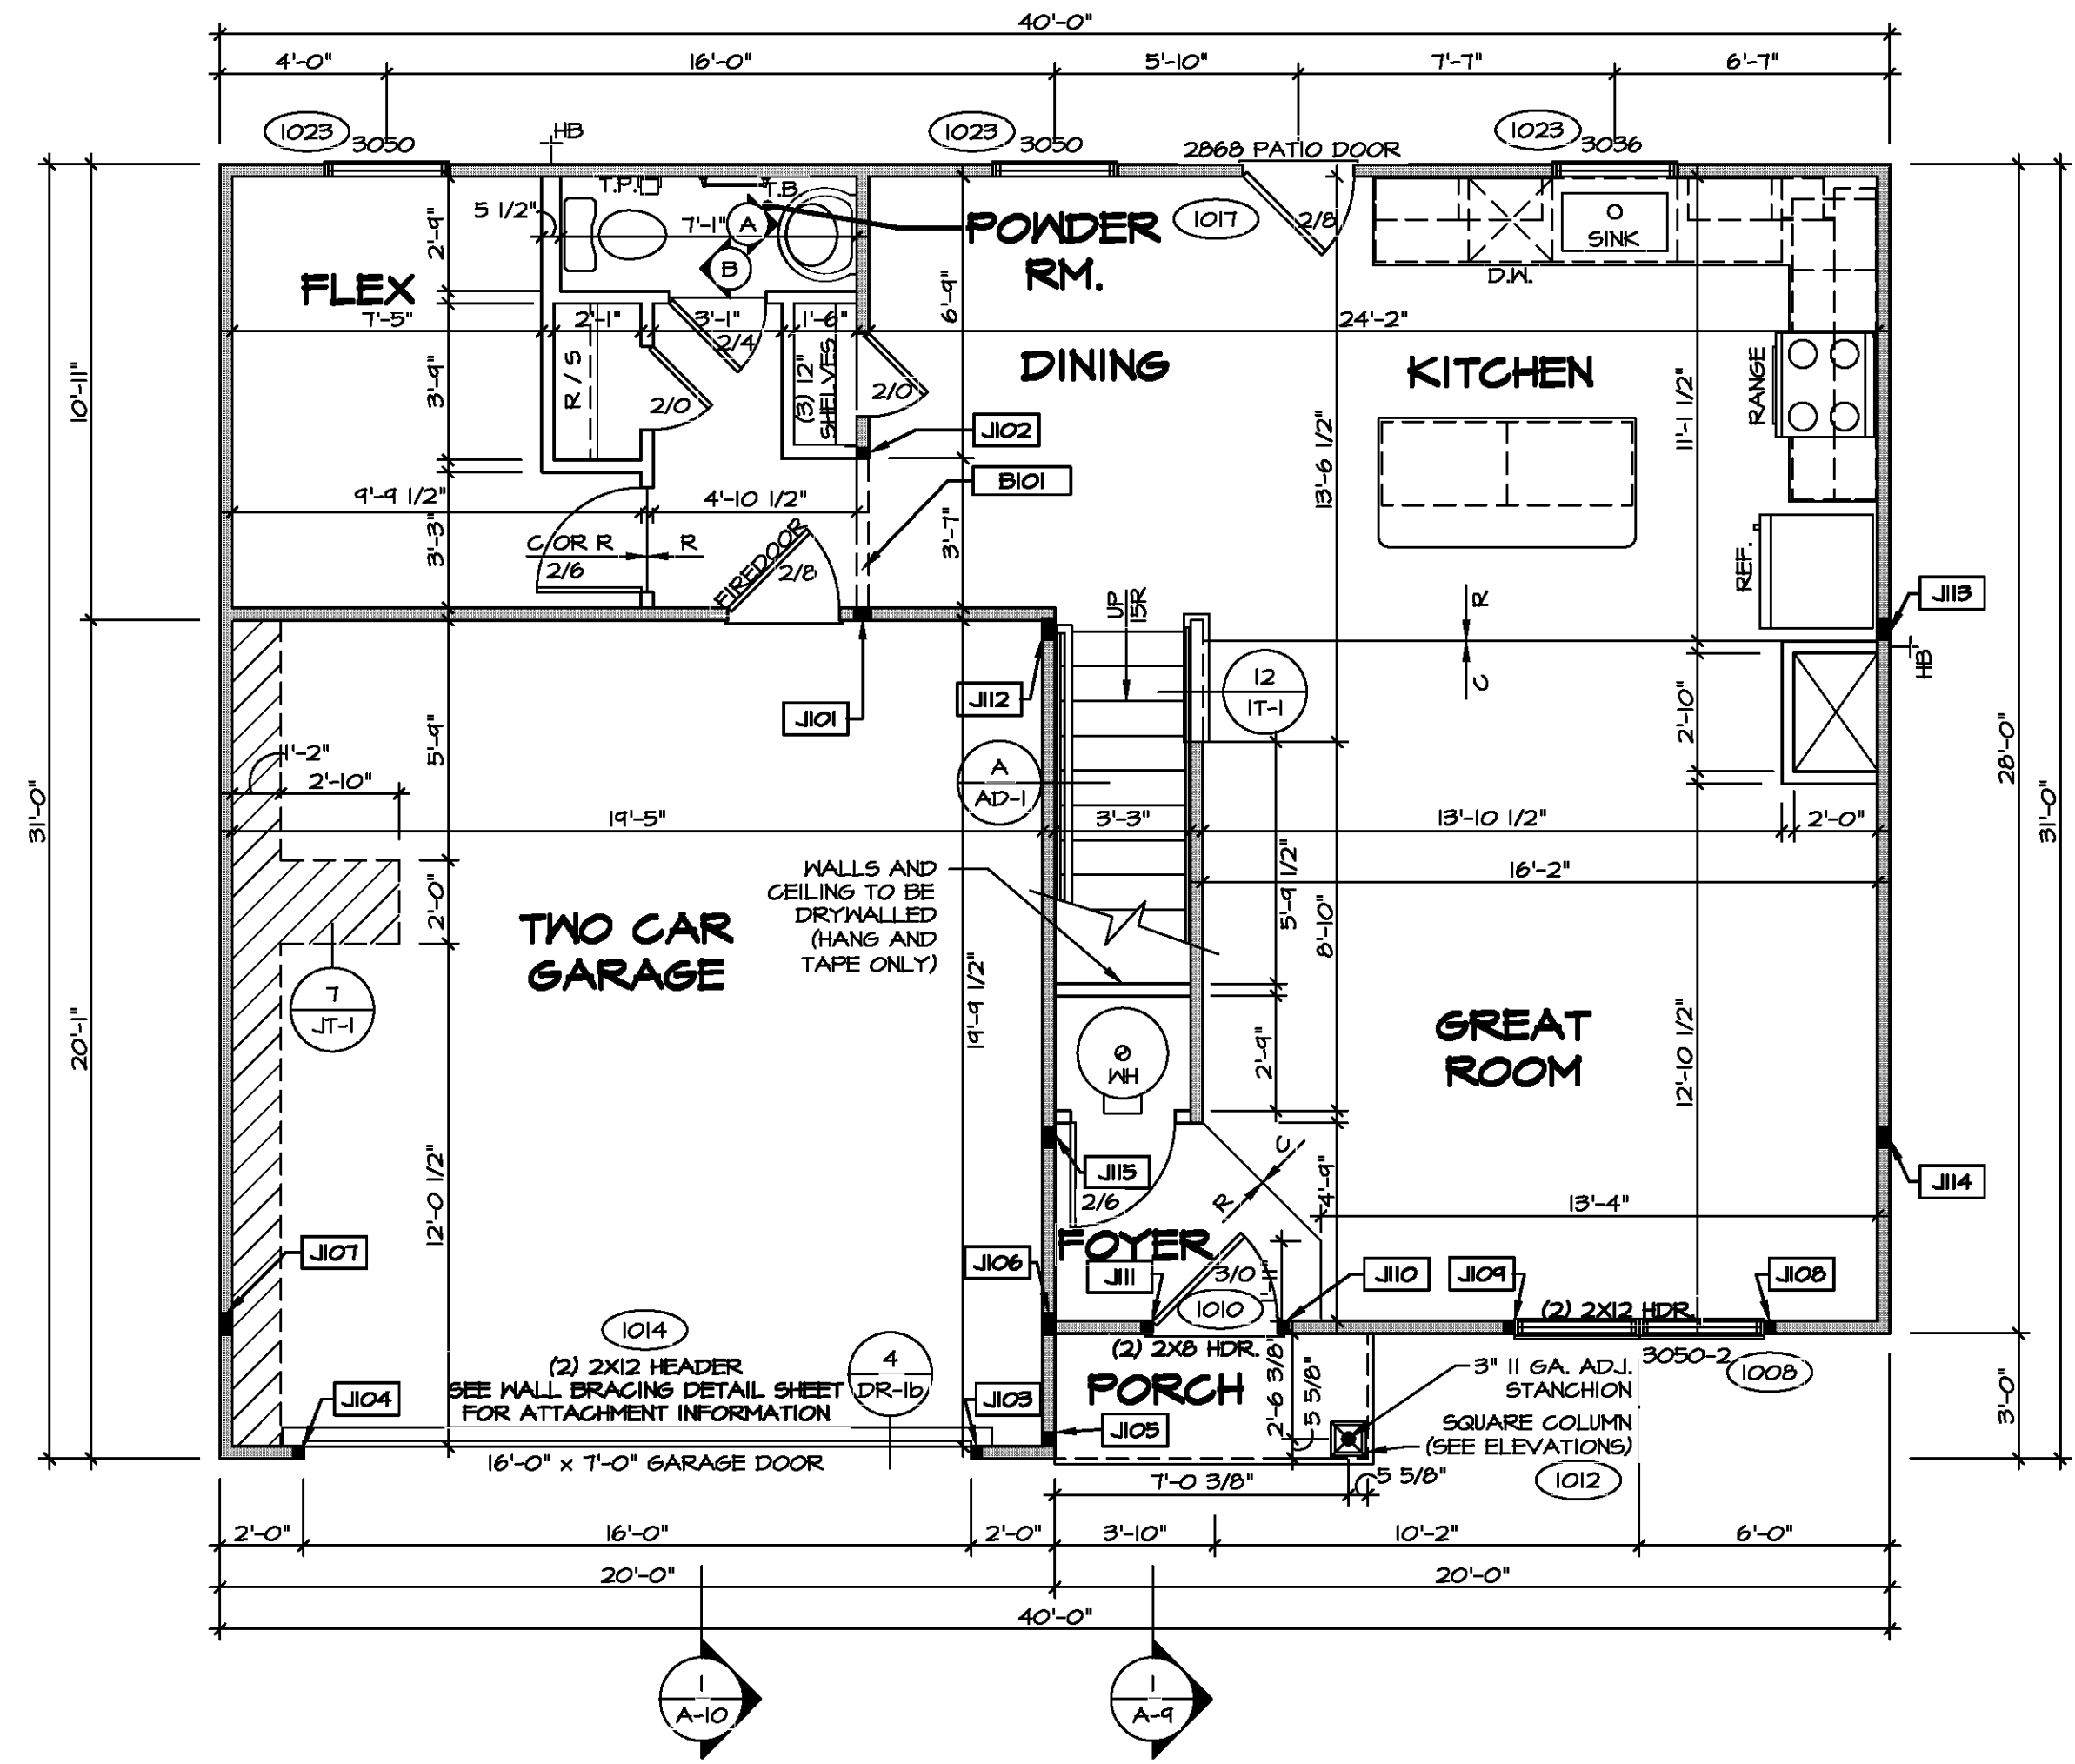 40'-0"
4'-0" 16'-0" 5'-10" 7'-7" 6'-7"
1023 3050 HB 1023 3050 2868 PATIO DOOR 1023 3036
T.P. T.B.
5 1/2" 7'-1" A
B
2'-9"
FLEX
7'-5" 2'-1" 3'-1" 1'-6" 24'-2"
2/4
POWDER
RM.
1017
2/8
SINK
D.W.
6'-9"
DINING
KITCHEN
RANGE
R / S
2/0
(3) 12"
SHELVES
2/0
3'-9"
10'-11"
J102
B101
13'-6 1/2"
11'-1 1/2"
9'-9 1/2" 4'-10 1/2"
3'-3"
C OR R R
2/6
FIREDOOR
2/8
3'-7"
REF.
J113
HB
UP
15R
R
C
12
1T-1
J112
J101
5'-9"
1'-2"
2'-10"
A
AD-1
2'-10"
28'-0"
31'-0"
31'-0"
19'-5" 3'-3" 13'-10 1/2" 2'-0"
16'-2"
WALLS AND
CEILING TO BE
DRYWALLED
(HANG AND
TAPE ONLY)
2'-0"
TWO CAR
GARAGE
5'-9 1/2"
8'-10"
7
JT-1
20'-1"
19'-9 1/2"
WH
2'-9"
GREAT
ROOM
12'-10 1/2"
12'-0 1/2"
J115
2/6
C
R
4'-9"
J114
13'-4"
FOYER
J107
J106
J111
3/0
1'-11"
J110
J109
J108
1014
1010
(2) 2X12 HDR.
(2) 2X12 HEADER
SEE WALL BRACING DETAIL SHEET
FOR ATTACHMENT INFORMATION
4
DR-1b
(2) 2X8 HDR.
3050-2
1008
PORCH
2'-6 3/8"
5 5/8"
3" 11 GA. ADJ.
STANCHION
SQUARE COLUMN
(SEE ELEVATIONS)
1012
3'-0"
J104
J103
J105
16'-0" x 7'-0" GARAGE DOOR
7'-0 3/8" 5 5/8"
2'-0" 16'-0" 2'-0" 3'-10" 10'-2" 6'-0"
20'-0" 20'-0"
40'-0"
1
A-10
1
A-9